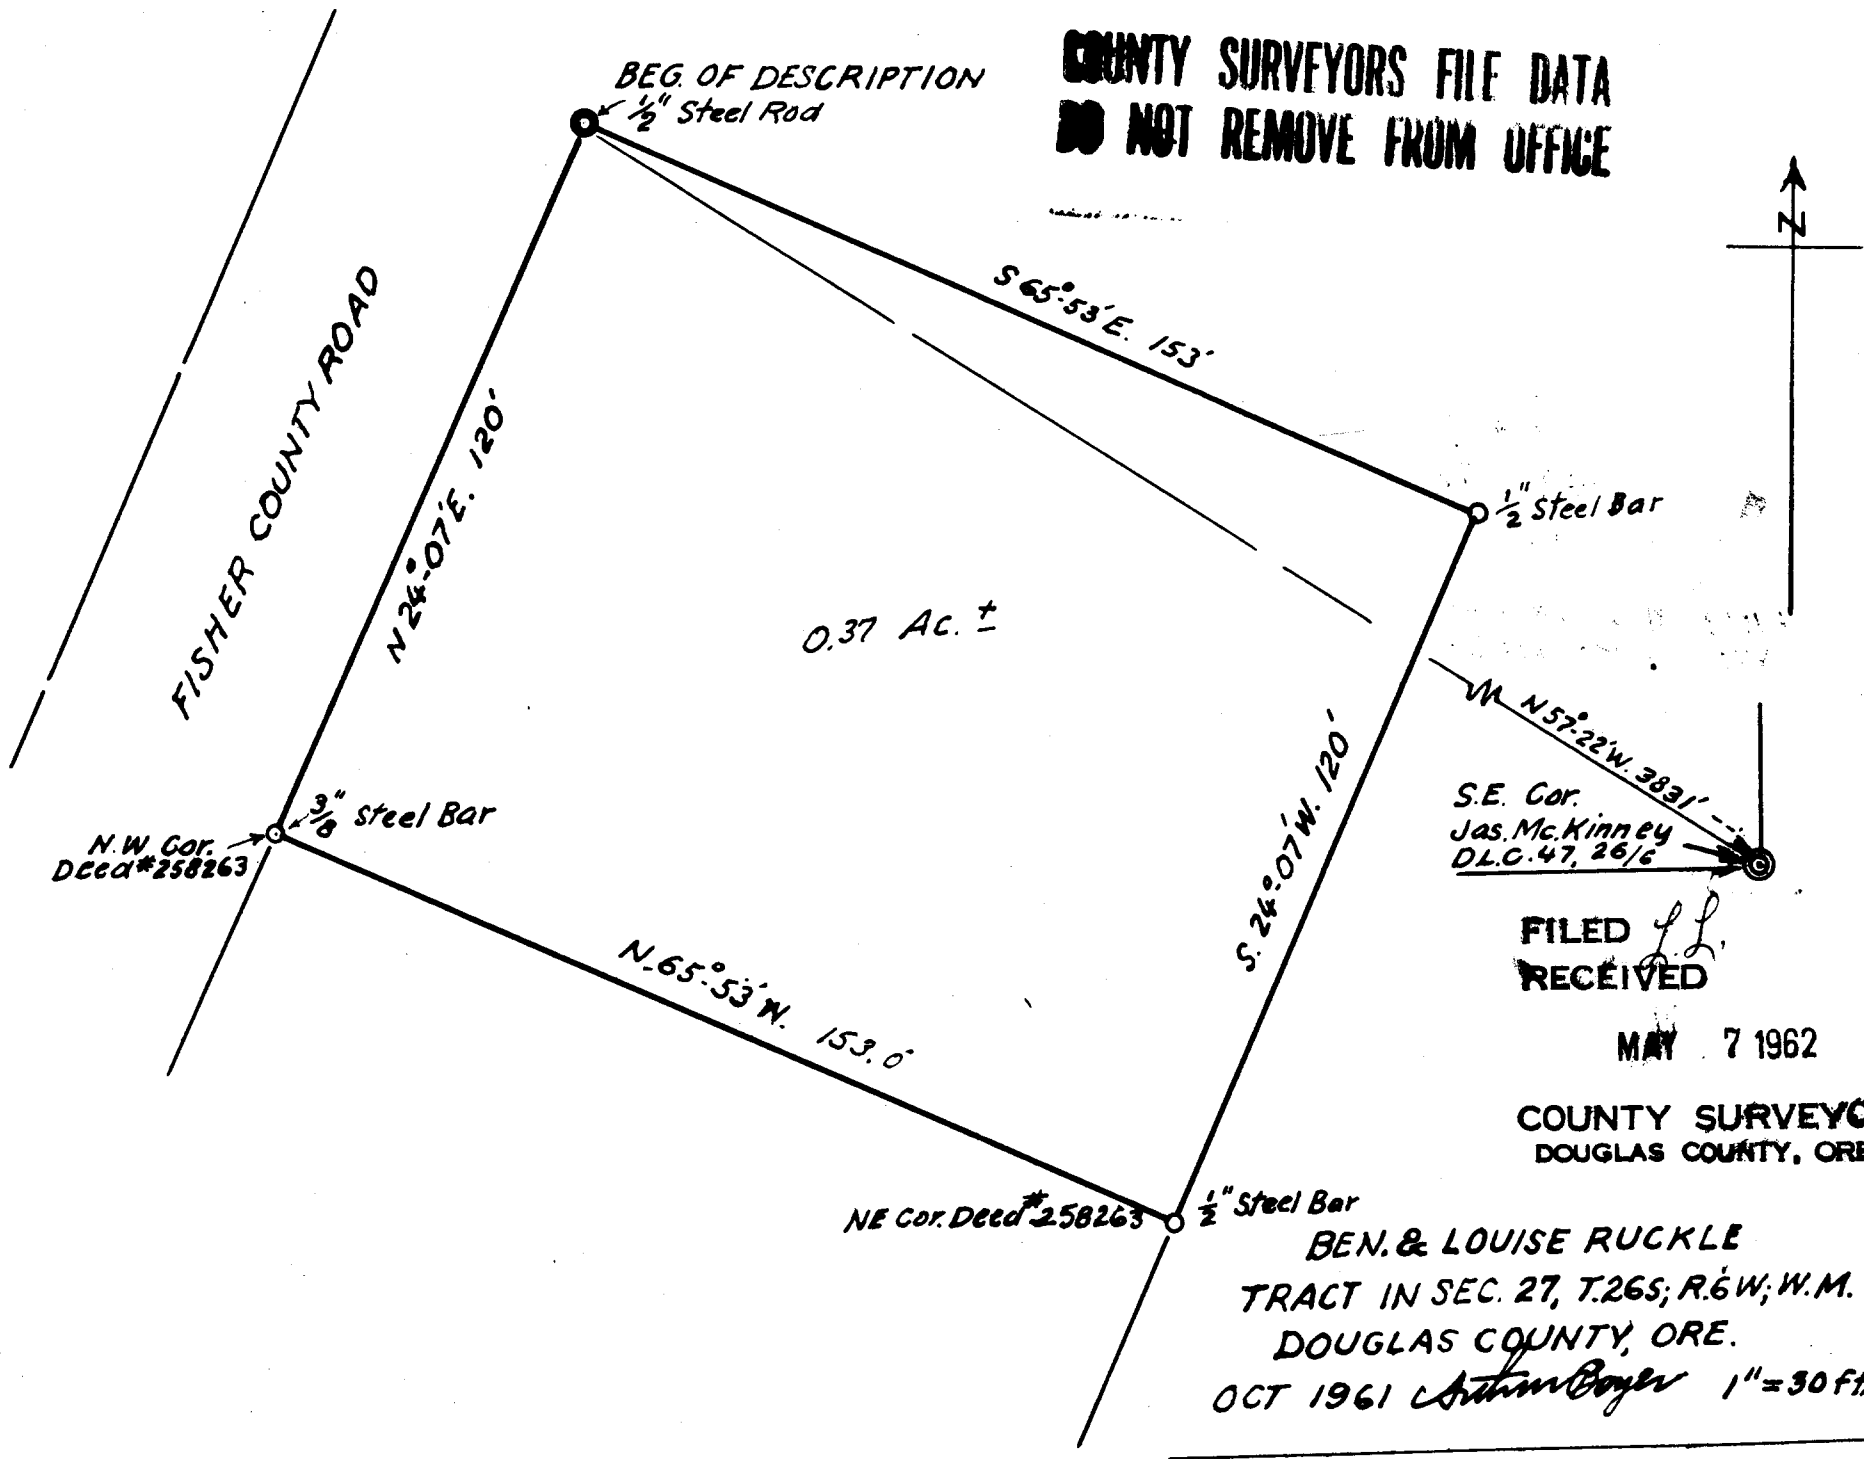 COUNTY SURVEYORS FILE DATA
DO NOT REMOVE FROM OFFICE
BEG. OF DESCRIPTION
1/2" Steel Rod
N
S 65°-53' E. 153'
FISHER COUNTY ROAD
N 24°-07' E. 120'
1/2" Steel Bar
0.37 Ac. ±
N 57°-22' W. 3831'
S. 24°-07' W. 120'
S.E. Cor.
Jas. Mc. Kinney
D.L.C. 47, 26/6
3/8" Steel Bar
N.W. Cor.
Deed #258263
FILED L.L.
RECEIVED
MAY 7 1962
N. 65°-53' W. 153.0'
COUNTY SURVEYO
DOUGLAS COUNTY, ORE
NE Cor. Deed #258263
1/2" Steel Bar
BEN. & LOUISE RUCKLE
TRACT IN SEC. 27, T.26S; R.6W; W.M.
DOUGLAS COUNTY, ORE.
OCT 1961 Arthur Boyer 1" = 30 ft.